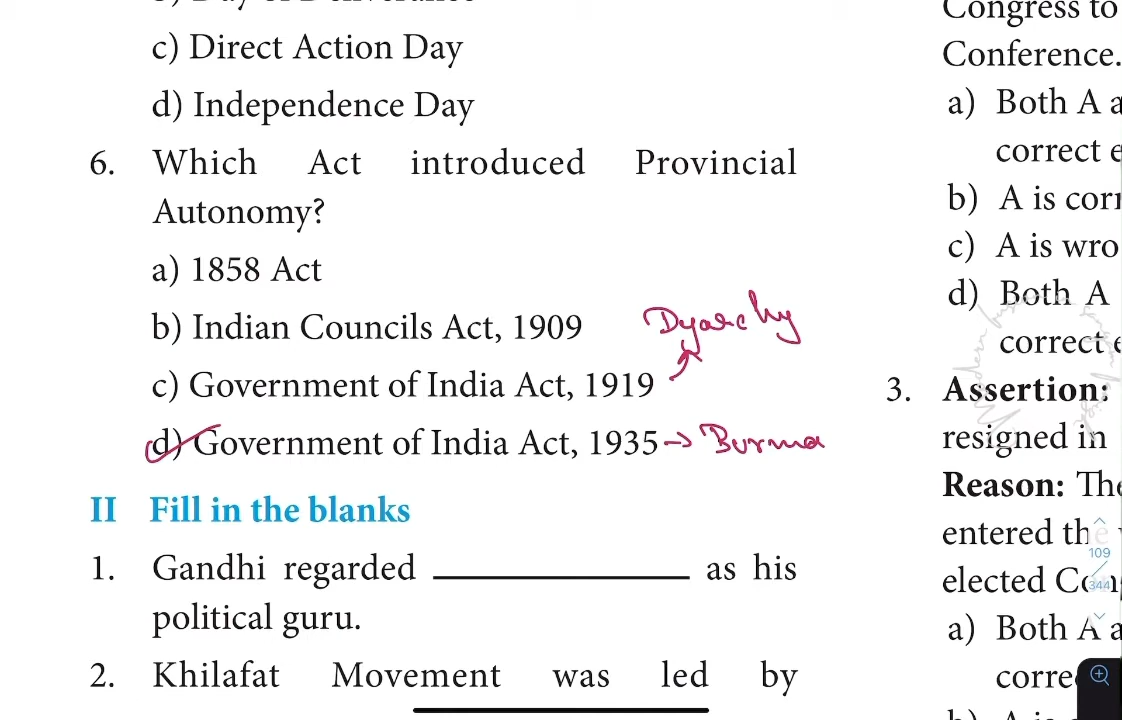 c) Direct Action Day
d) Independence Day
6. Which Act introduced Provincial
Autonomy?
a) 1858 Act
b) Indian Councils Act, 1909
Dyarchy
c) Government of India Act, 1919
d) Government of India Act, 1935 → Burma
II Fill in the blanks
1. Gandhi regarded ____________ as his
political guru.
2. Khilafat Movement was led by
Congress to
Conference.
a) Both A a
correct e
b) A is corr
c) A is wro
d) Both A
correct e
3. Assertion:
resigned in
Reason: The
entered the
elected Con
a) Both A a
corre
109
344